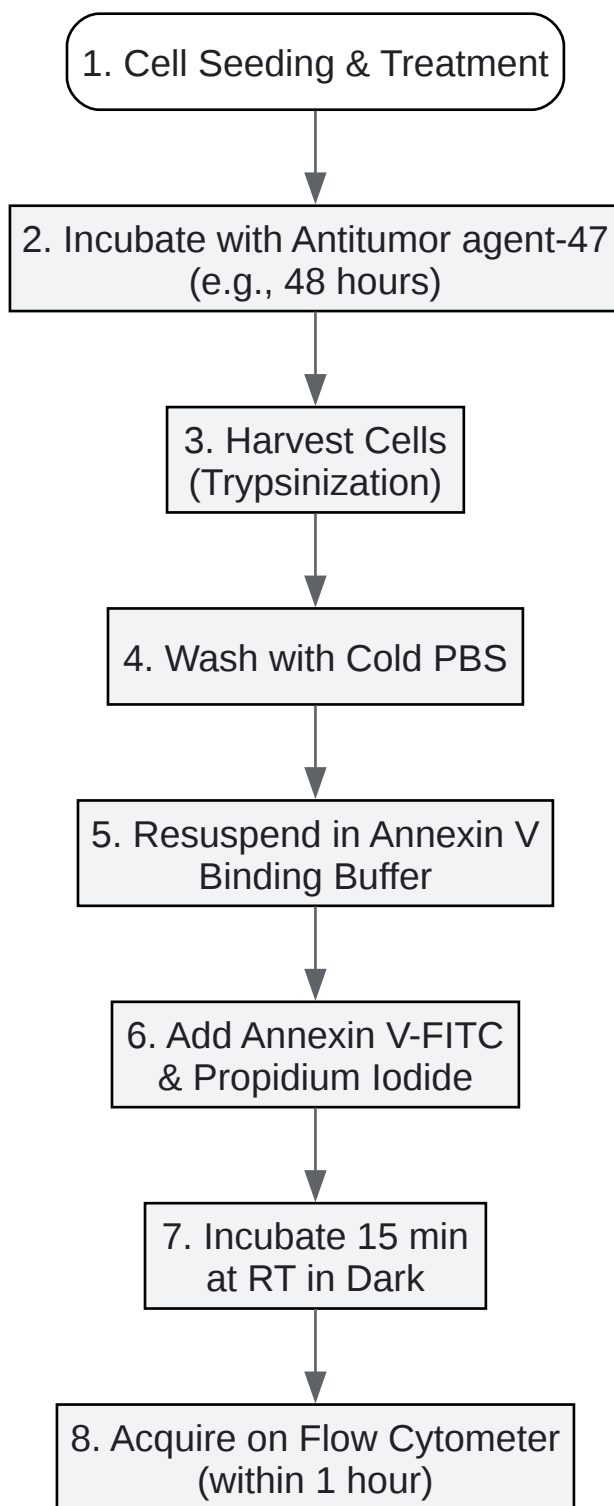 1. Cell Seeding & Treatment
2. Incubate with Antitumor agent-47
(e.g., 48 hours)
3. Harvest Cells
(Trypsinization)
4. Wash with Cold PBS
5. Resuspend in Annexin V
Binding Buffer
6. Add Annexin V-FITC
& Propidium Iodide
7. Incubate 15 min
at RT in Dark
8. Acquire on Flow Cytometer
(within 1 hour)